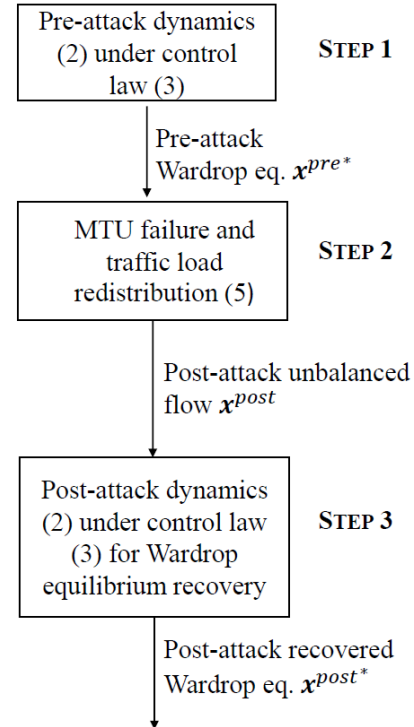 Pre-attack dynamics
(2) under control
law (3)
STEP 1
Pre-attack
Wardrop eq. x^{pre*}
MTU failure and
traffic load
redistribution (5)
STEP 2
Post-attack unbalanced
flow x^{post}
Post-attack dynamics
(2) under control law
(3) for Wardrop
equilibrium recovery
STEP 3
Post-attack recovered
Wardrop eq. x^{post*}